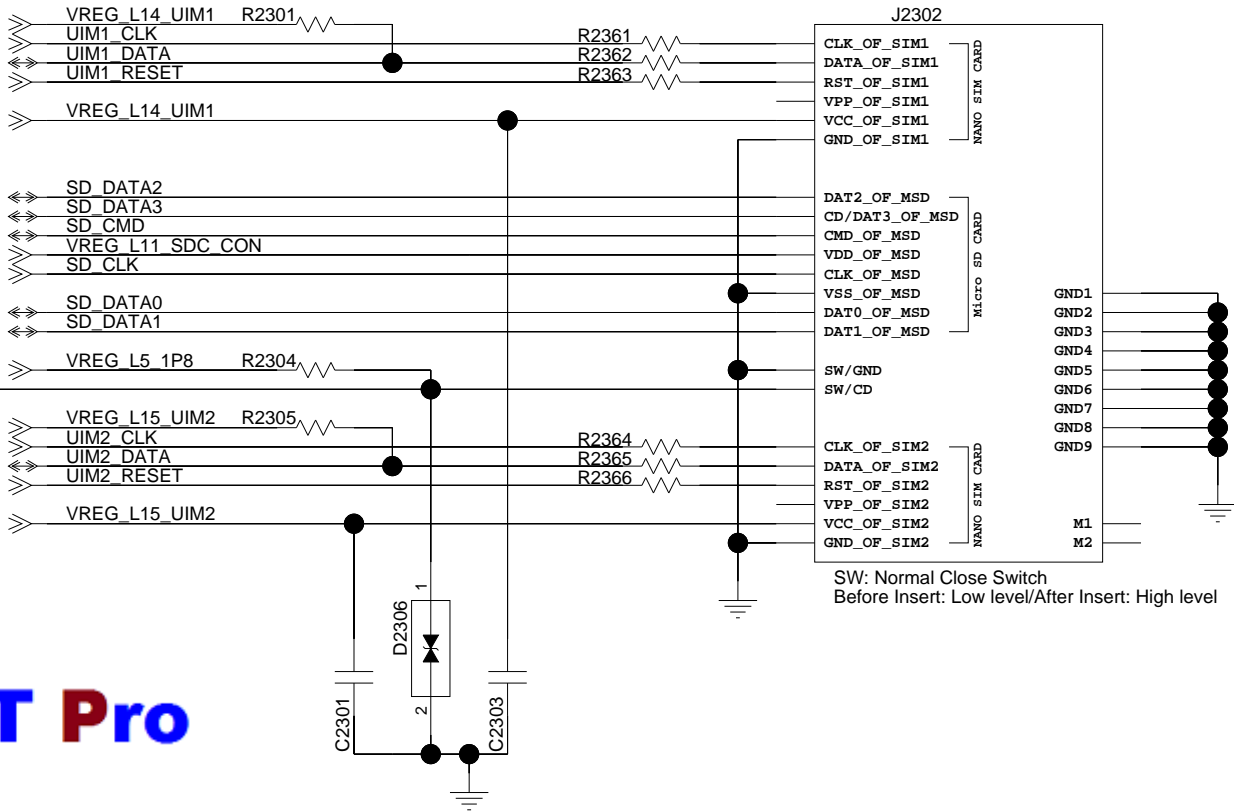 VREG_L14_UIM1 R2301
UIM1_CLK R2361
UIM1_DATA R2362
UIM1_RESET R2363
VREG_L14_UIM1
SD_DATA2
SD_DATA3
SD_CMD
VREG_L11_SDC_CON
SD_CLK
SD_DATA0
SD_DATA1
VREG_L5_1P8 R2304
VREG_L15_UIM2 R2305
UIM2_CLK R2364
UIM2_DATA R2365
UIM2_RESET R2366
VREG_L15_UIM2
J2302
CLK_OF_SIM1
DATA_OF_SIM1
RST_OF_SIM1
VPP_OF_SIM1
VCC_OF_SIM1
GND_OF_SIM1
NANO SIM CARD
DAT2_OF_MSD
CD/DAT3_OF_MSD
CMD_OF_MSD
VDD_OF_MSD
CLK_OF_MSD
VSS_OF_MSD
DAT0_OF_MSD
DAT1_OF_MSD
Micro SD CARD
SW/GND
SW/CD
CLK_OF_SIM2
DATA_OF_SIM2
RST_OF_SIM2
VPP_OF_SIM2
VCC_OF_SIM2
GND_OF_SIM2
NANO SIM CARD
GND1
GND2
GND3
GND4
GND5
GND6
GND7
GND8
GND9
M1
M2
SW: Normal Close Switch
Before Insert: Low level/After Insert: High level
1
D2306
2
C2301
C2303
T Pro